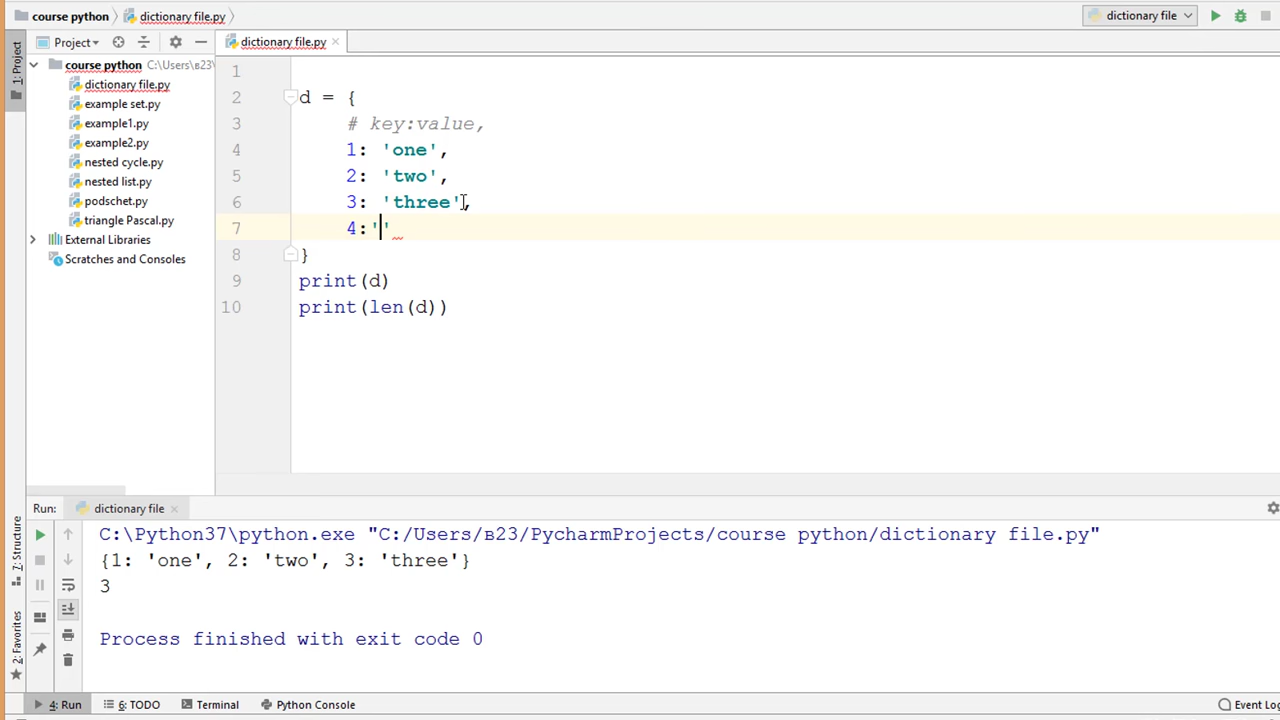 course python
dictionary file.py
dictionary file
1: Project
Project
dictionary file.py
course python C:\Users\в23\
dictionary file.py
example set.py
example1.py
example2.py
nested cycle.py
nested list.py
podschet.py
triangle Pascal.py
External Libraries
Scratches and Consoles
1
2 d = {
3 # key:value,
4 1: 'one',
5 2: 'two',
6 3: 'three',
7 4:''
8 }
9 print(d)
10 print(len(d))
Run: dictionary file
C:\Python37\python.exe "C:/Users/в23/PycharmProjects/course python/dictionary file.py"
{1: 'one', 2: 'two', 3: 'three'}
3
Process finished with exit code 0
7: Structure
2: Favorites
4: Run
6: TODO
Terminal
Python Console
Event Log